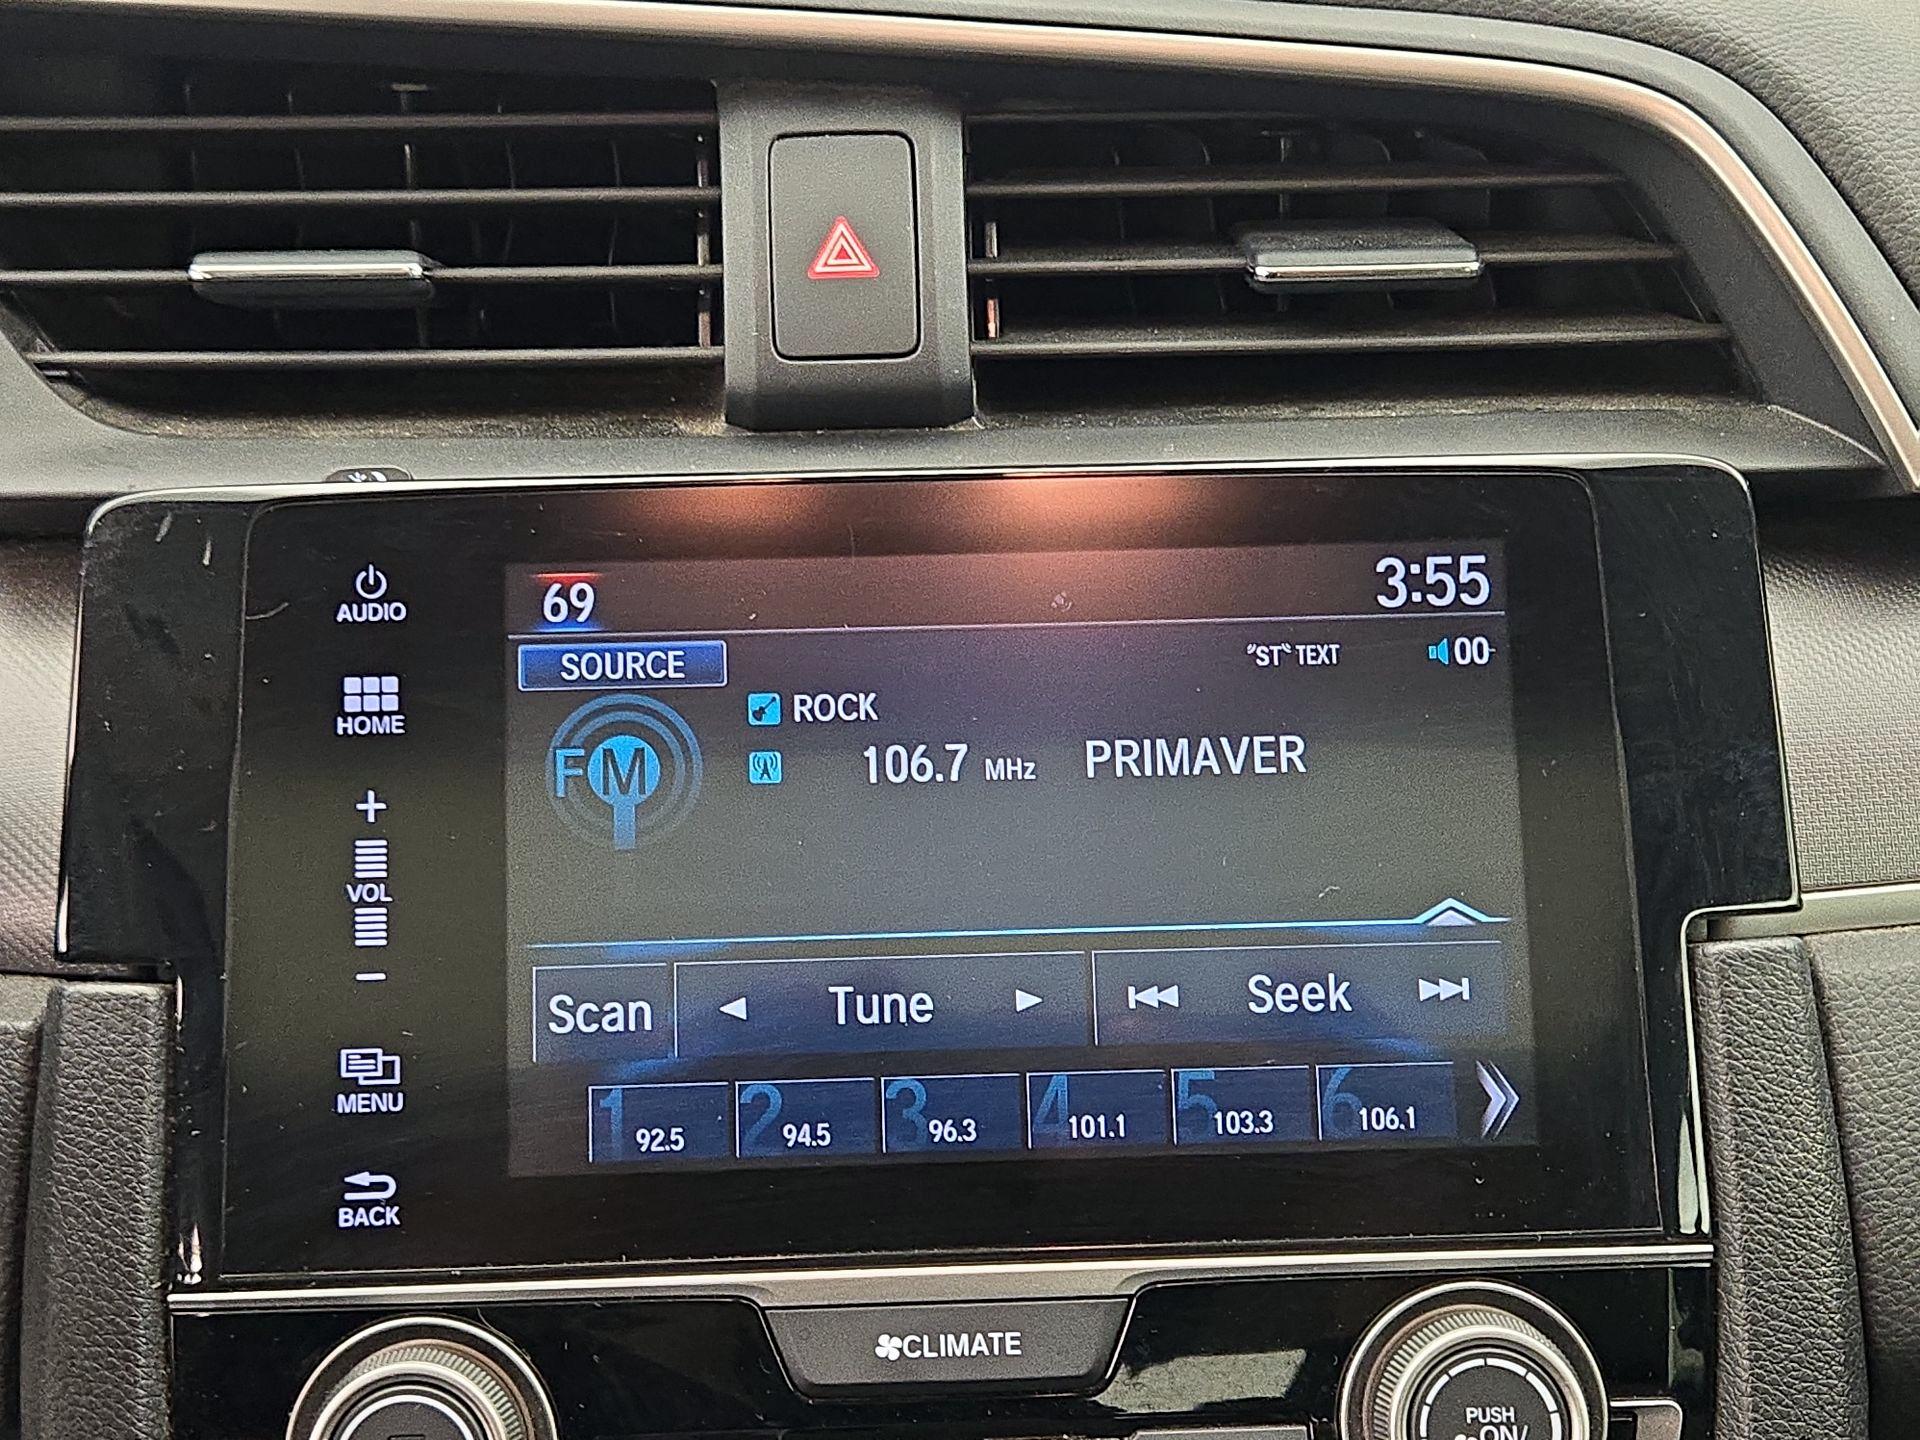 AUDIO
HOME
+
VOL
−
MENU
BACK
69
3:55
SOURCE
"ST" TEXT
00
FM
ROCK
106.7 MHz PRIMAVER
Scan
Tune
Seek
1 92.5
2 94.5
3 96.3
4 101.1
5 103.3
6 106.1
CLIMATE
PUSH
ON/